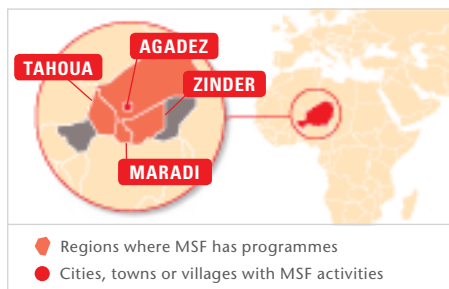 AGADEZ
TAHOUA
ZINDER
MARADI
Regions where MSF has programmes
Cities, towns or villages with MSF activities